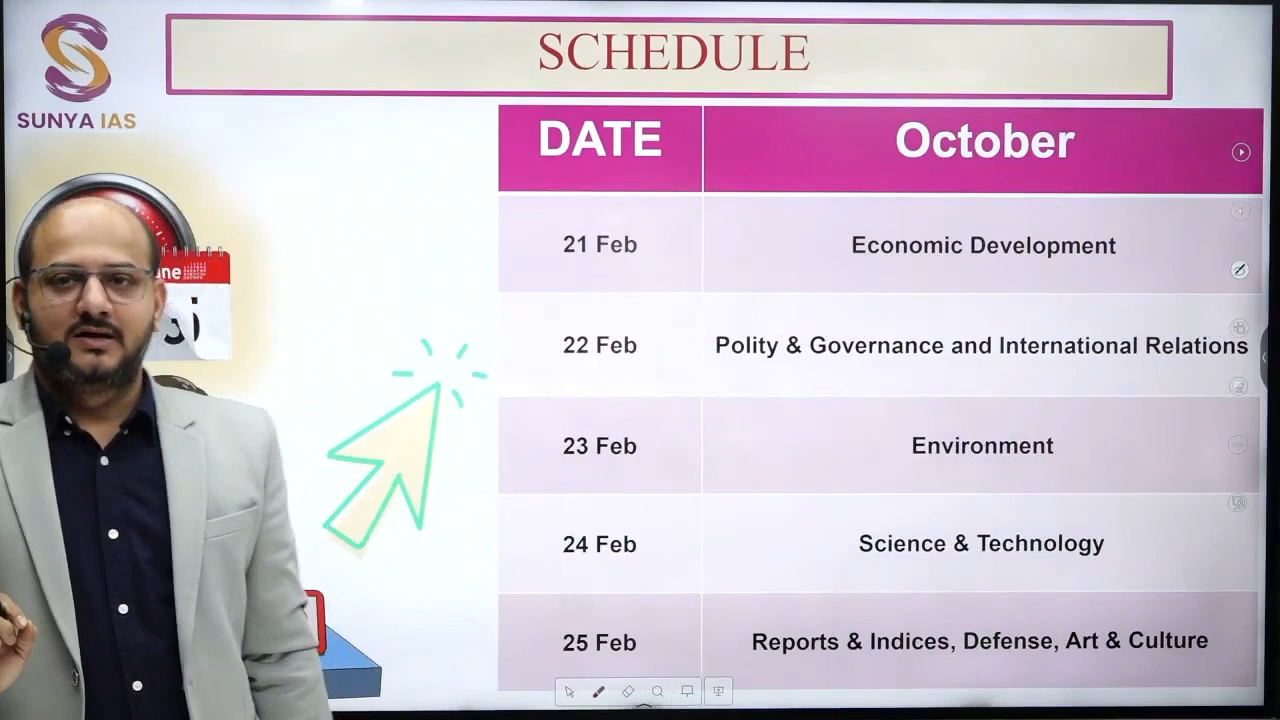 SCHEDULE
SUNYA IAS
DATE October
21 Feb Economic Development
22 Feb Polity & Governance and International Relations
23 Feb Environment
24 Feb Science & Technology
25 Feb Reports & Indices, Defense, Art & Culture